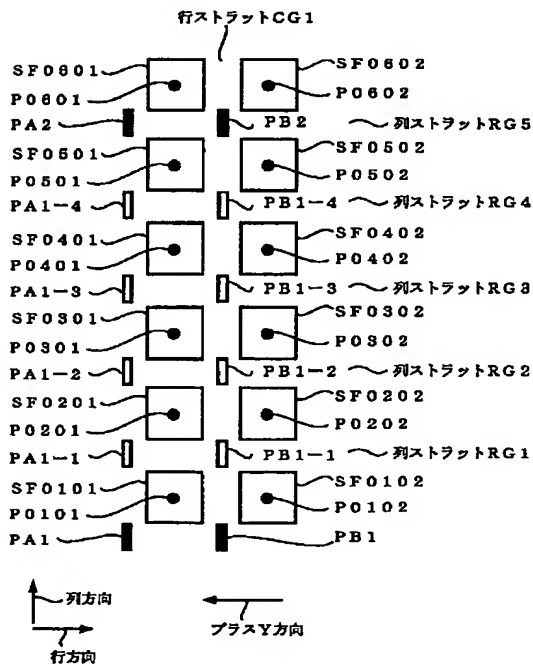 行ストラットCG1
SF0601 SF0602
P0601 P0602
PA2 PB2 列ストラットRG5
SF0501 SF0502
P0501 P0502
PA1-4 PB1-4 列ストラットRG4
SF0401 SF0402
P0401 P0402
PA1-3 PB1-3 列ストラットRG3
SF0301 SF0302
P0301 P0302
PA1-2 PB1-2 列ストラットRG2
SF0201 SF0202
P0201 P0202
PA1-1 PB1-1 列ストラットRG1
SF0101 SF0102
P0101 P0102
PA1 PB1
列方向
行方向 プラスY方向